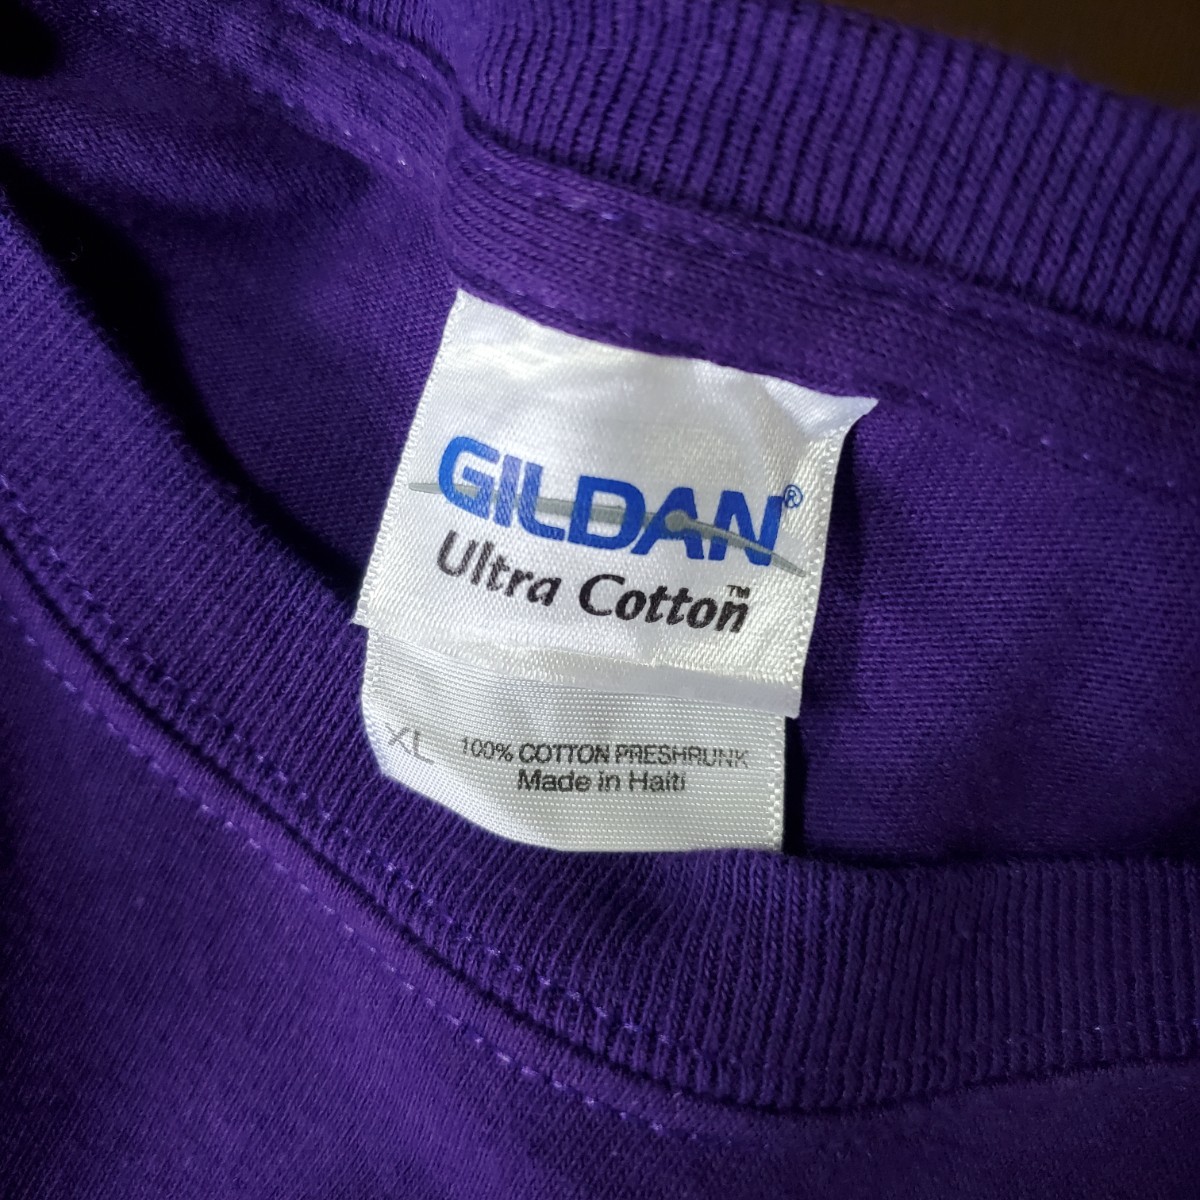 GILDAN®
Ultra Cotton™
XL 100% COTTON PRESHRUNK
Made in Haiti